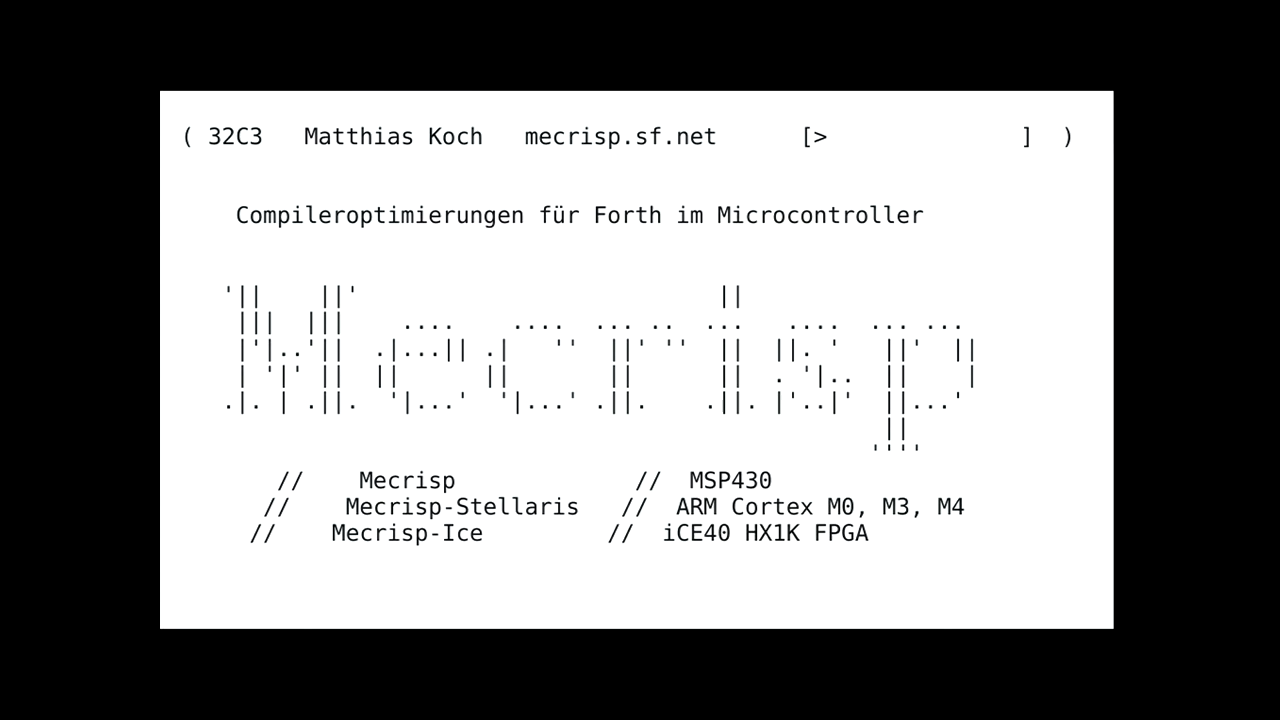 ( 32C3   Matthias Koch   mecrisp.sf.net      [>              ]  )
Compileroptimierungen für Forth im Microcontroller
Mecrisp
//    Mecrisp             //  MSP430
//    Mecrisp-Stellaris   //  ARM Cortex M0, M3, M4
//    Mecrisp-Ice         //  iCE40 HX1K FPGA